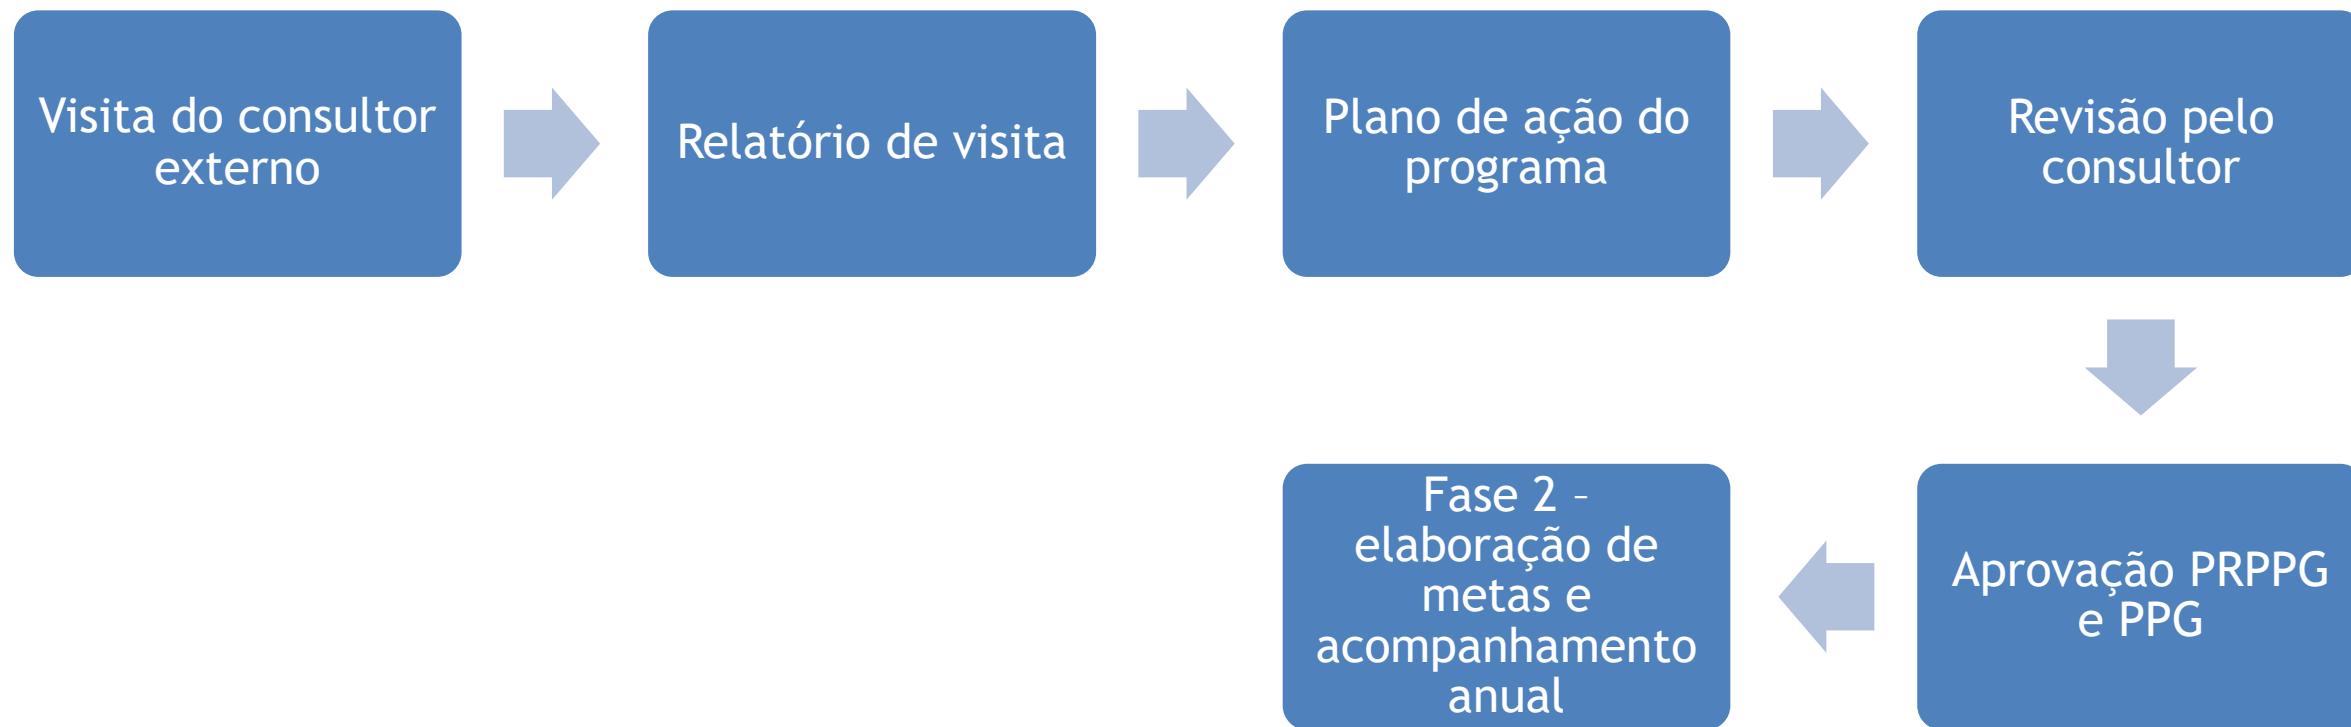 Visita do consultor
externo
Relatório de visita
Plano de ação do
programa
Revisão pelo
consultor
Aprovação PRPPG
e PPG
Fase 2 –
elaboração de
metas e
acompanhamento
anual